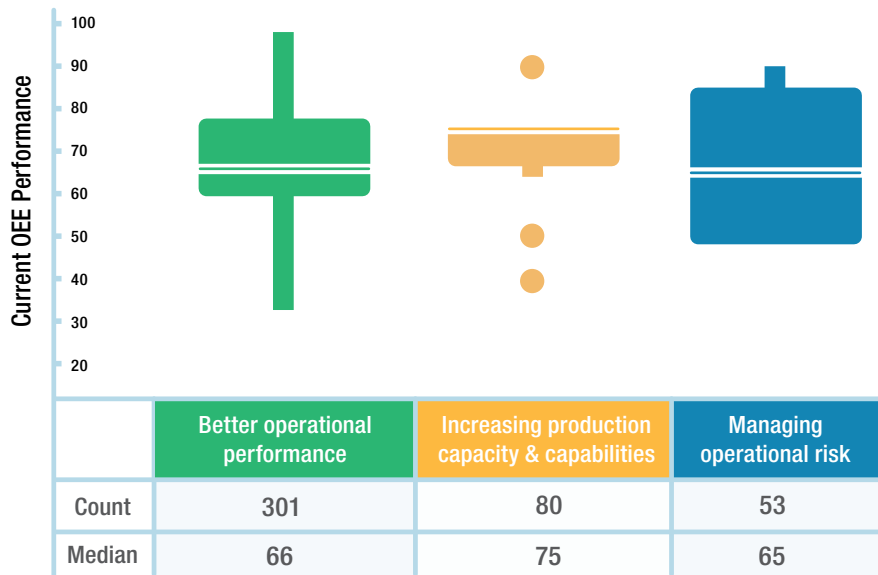 Current OEE Performance
100
90
80
70
60
50
40
30
20
Better operational
performance
Increasing production
capacity & capabilities
Managing
operational risk
Count
301
80
53
Median
66
75
65